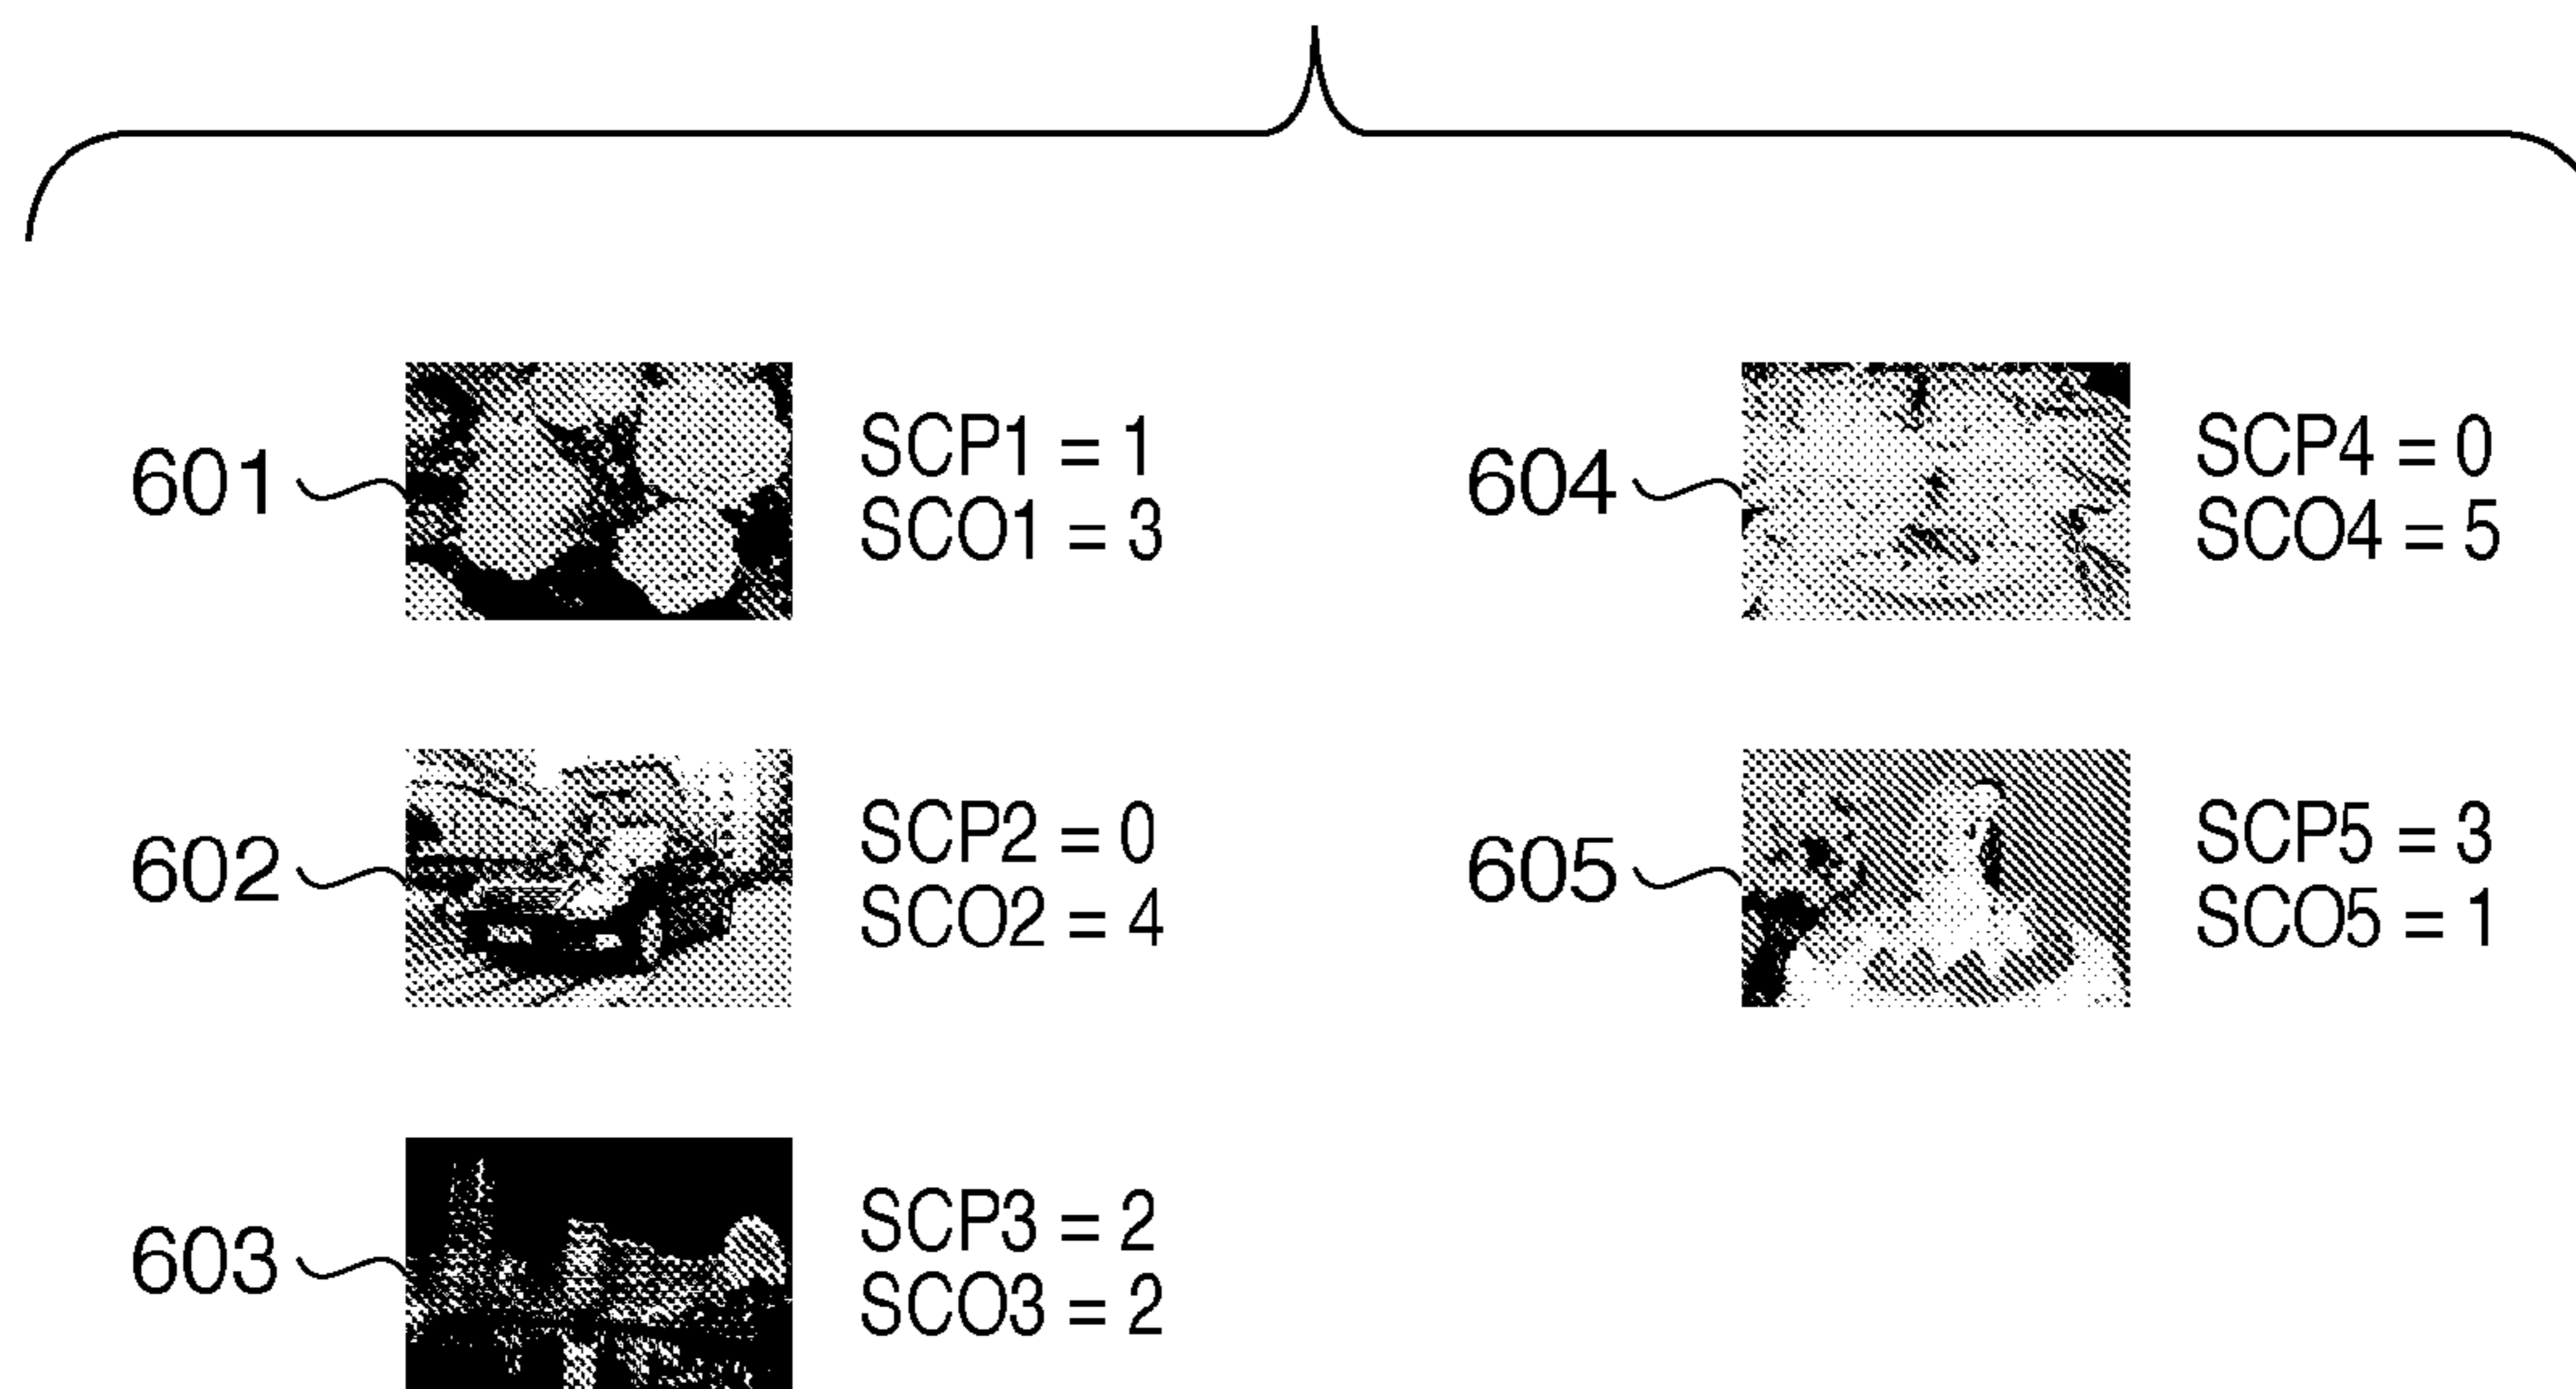 601
SCP1 = 1
SCO1 = 3
602
SCP2 = 0
SCO2 = 4
603
SCP3 = 2
SCO3 = 2
604
SCP4 = 0
SCO4 = 5
605
SCP5 = 3
SCO5 = 1